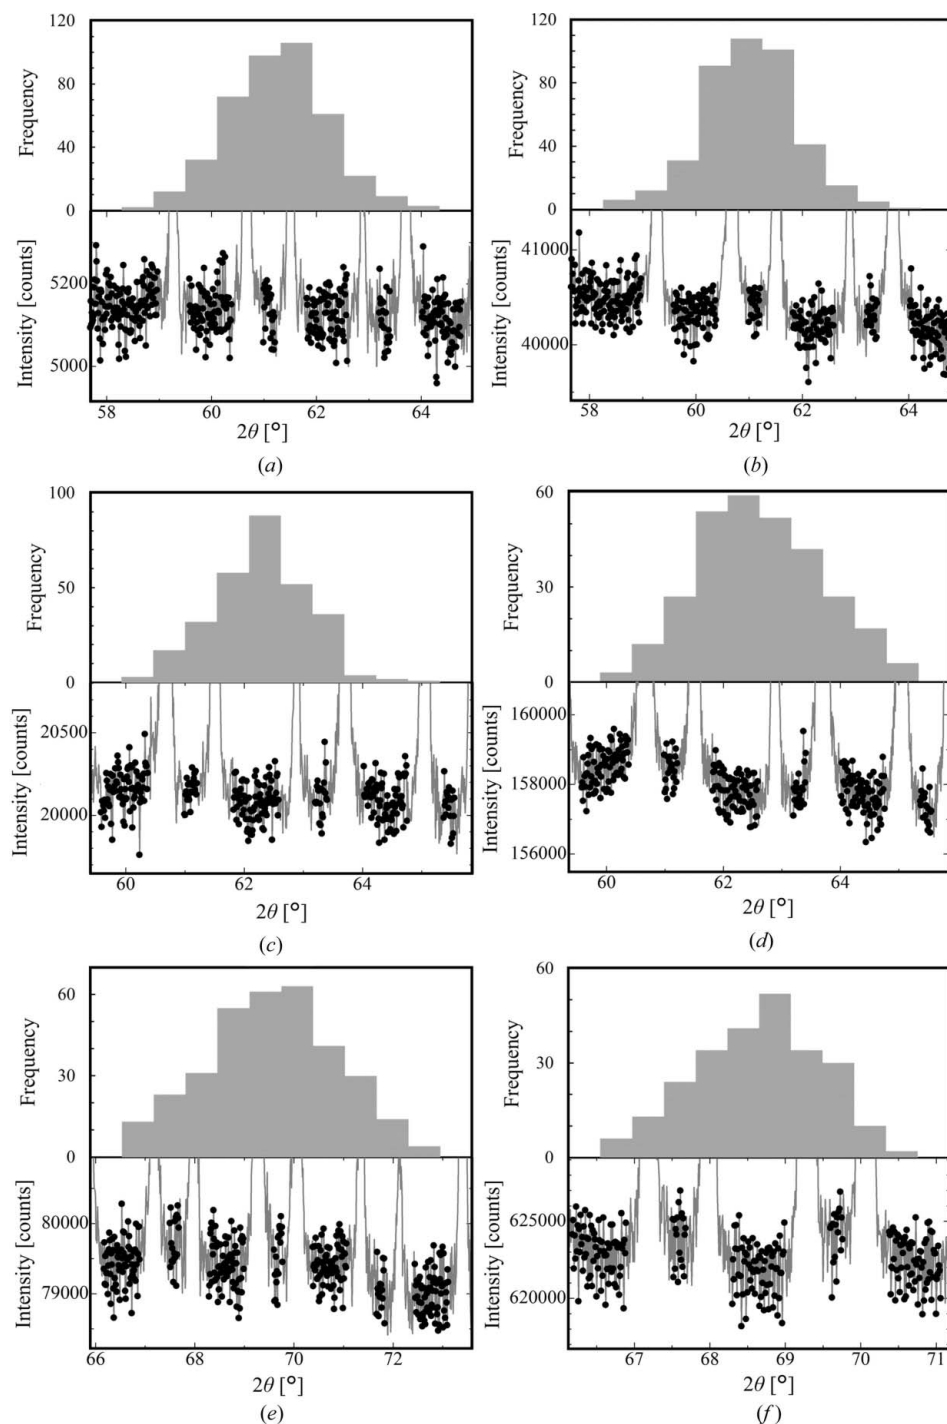 120
80
40
0
Frequency
5200
5000
Intensity [counts]
58 60 62 64
2θ [°]
(a)
120
80
40
0
Frequency
41000
40000
Intensity [counts]
58 60 62 64
2θ [°]
(b)
100
50
0
Frequency
20500
20000
Intensity [counts]
60 62 64
2θ [°]
(c)
60
30
0
Frequency
160000
158000
156000
Intensity [counts]
60 62 64
2θ [°]
(d)
60
30
0
Frequency
80000
79000
Intensity [counts]
66 68 70 72
2θ [°]
(e)
60
30
0
Frequency
625000
620000
Intensity [counts]
67 68 69 70 71
2θ [°]
(f)